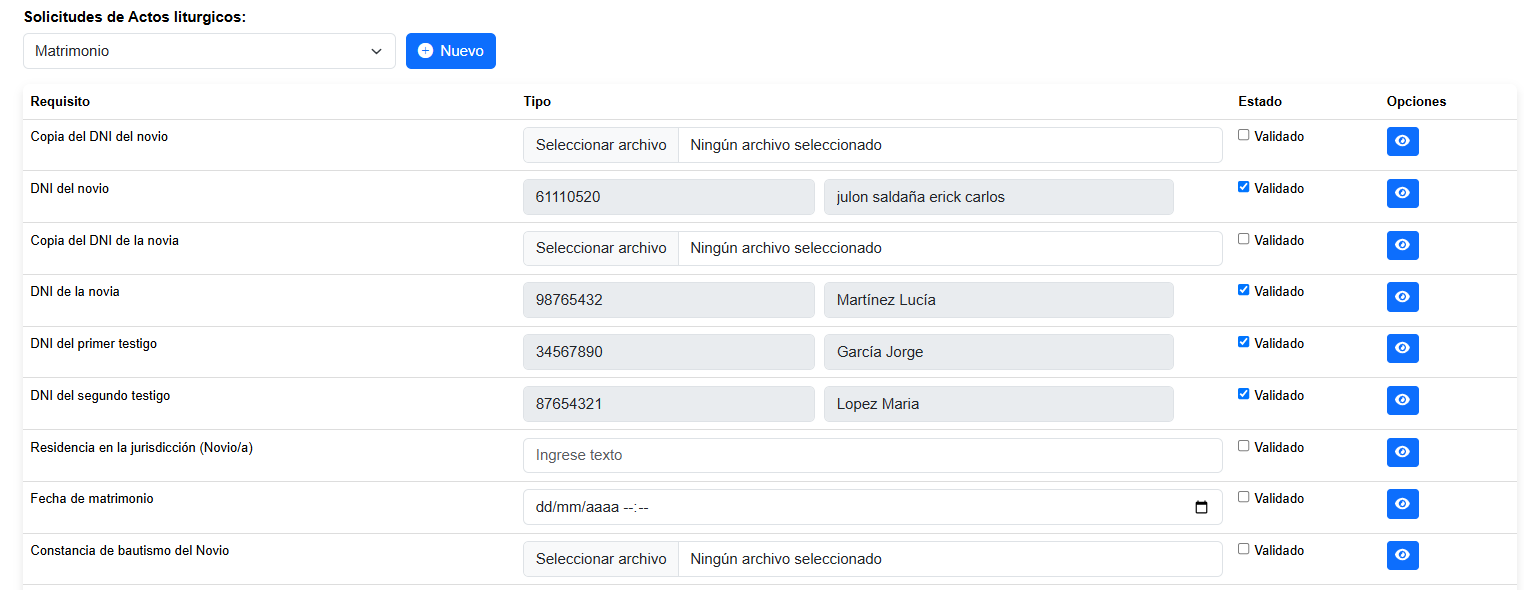 Solicitudes de Actos liturgicos:
Matrimonio
Nuevo
Requisito Tipo Estado Opciones
Copia del DNI del novio Seleccionar archivo Ningún archivo seleccionado Validado
DNI del novio 61110520 julon saldaña erick carlos Validado
Copia del DNI de la novia Seleccionar archivo Ningún archivo seleccionado Validado
DNI de la novia 98765432 Martínez Lucía Validado
DNI del primer testigo 34567890 García Jorge Validado
DNI del segundo testigo 87654321 Lopez Maria Validado
Residencia en la jurisdicción (Novio/a) Ingrese texto Validado
Fecha de matrimonio dd/mm/aaaa --:-- Validado
Constancia de bautismo del Novio Seleccionar archivo Ningún archivo seleccionado Validado